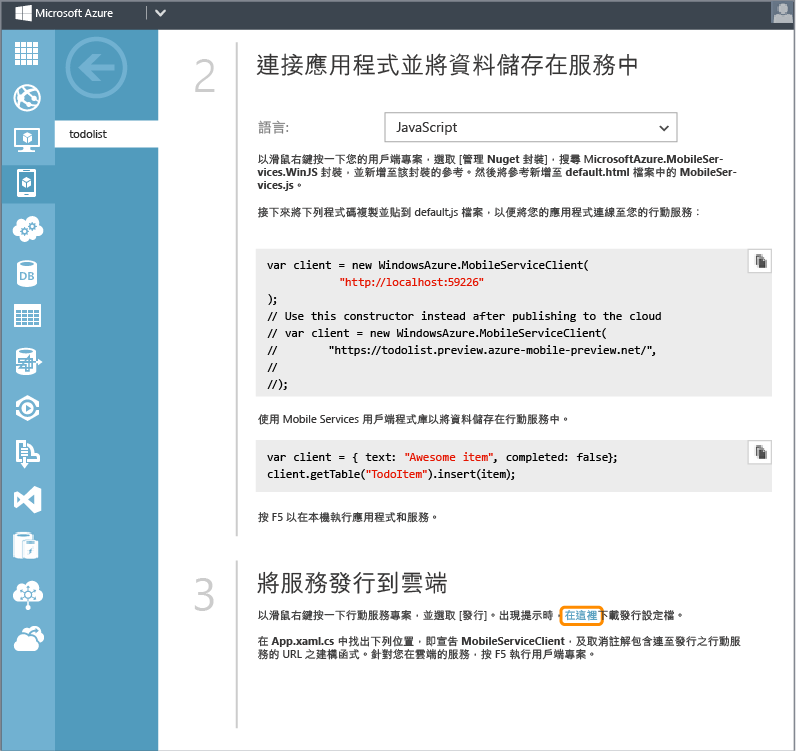 Microsoft Azure
todolist
2
連接應用程式並將資料儲存在服務中
語言:
JavaScript
以滑鼠右鍵按一下您的用戶端專案，選取 [管理 Nuget 封裝]，搜尋 MicrosoftAzure.MobileSer-
vices.WinJS 封裝，並新增至該封裝的參考。然後將參考新增至 default.html 檔案中的 MobileSer-
vices.js。
接下來將下列程式碼複製並貼到 default.js 檔案，以便將您的應用程式連線至您的行動服務：
var client = new WindowsAzure.MobileServiceClient(
"http://localhost:59226"
);
// Use this constructor instead after publishing to the cloud
// var client = new WindowsAzure.MobileServiceClient(
// "https://todolist.preview.azure-mobile-preview.net/",
//
//);
使用 Mobile Services 用戶端程式庫以將資料儲存在行動服務中。
var client = { text: "Awesome item", completed: false};
client.getTable("TodoItem").insert(item);
按 F5 以在本機執行應用程式和服務。
3
將服務發行到雲端
以滑鼠右鍵按一下行動服務專案，並選取 [發行]。出現提示時，在這裡下載發行設定檔。
在 App.xaml.cs 中找出下列位置，即宣告 MobileServiceClient，及取消註解包含連至發行之行動服
務的 URL 之建構函式。針對您在雲端的服務，按 F5 執行用戶端專案。
DB